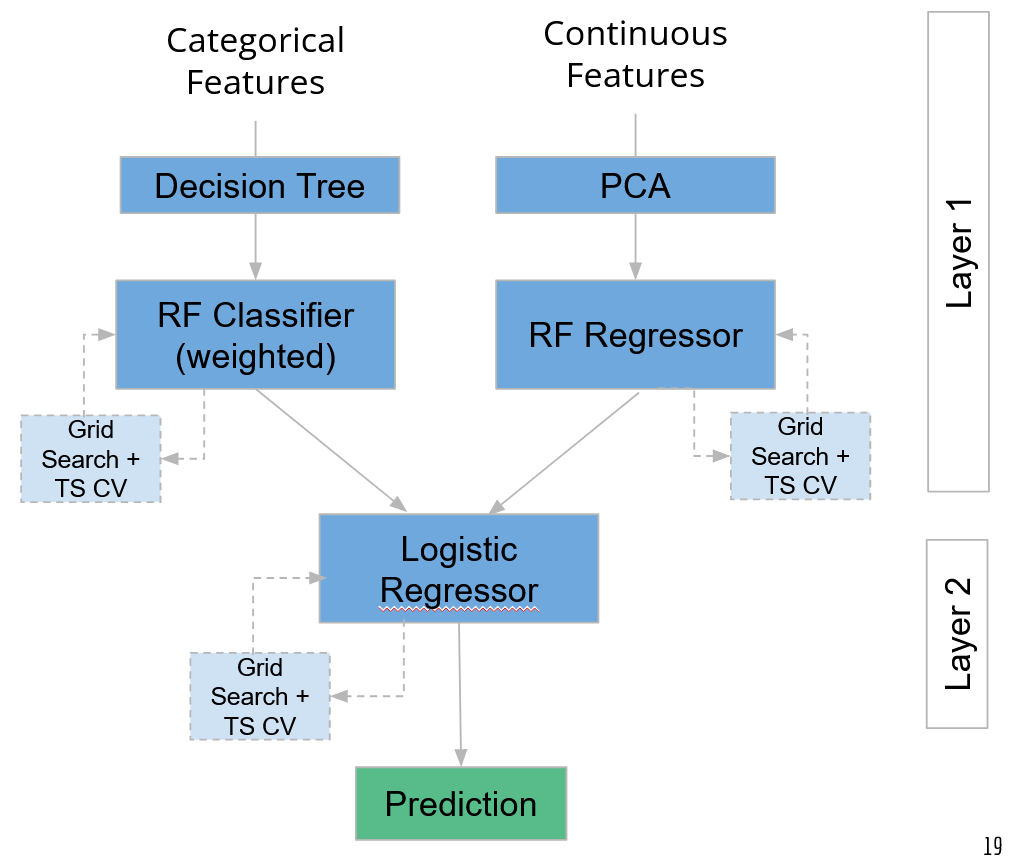 Categorical
Features
Continuous
Features
Decision Tree
PCA
RF Classifier
(weighted)
RF Regressor
Grid
Search +
TS CV
Grid
Search +
TS CV
Layer 1
Logistic
Regressor
Grid
Search +
TS CV
Layer 2
Prediction
19